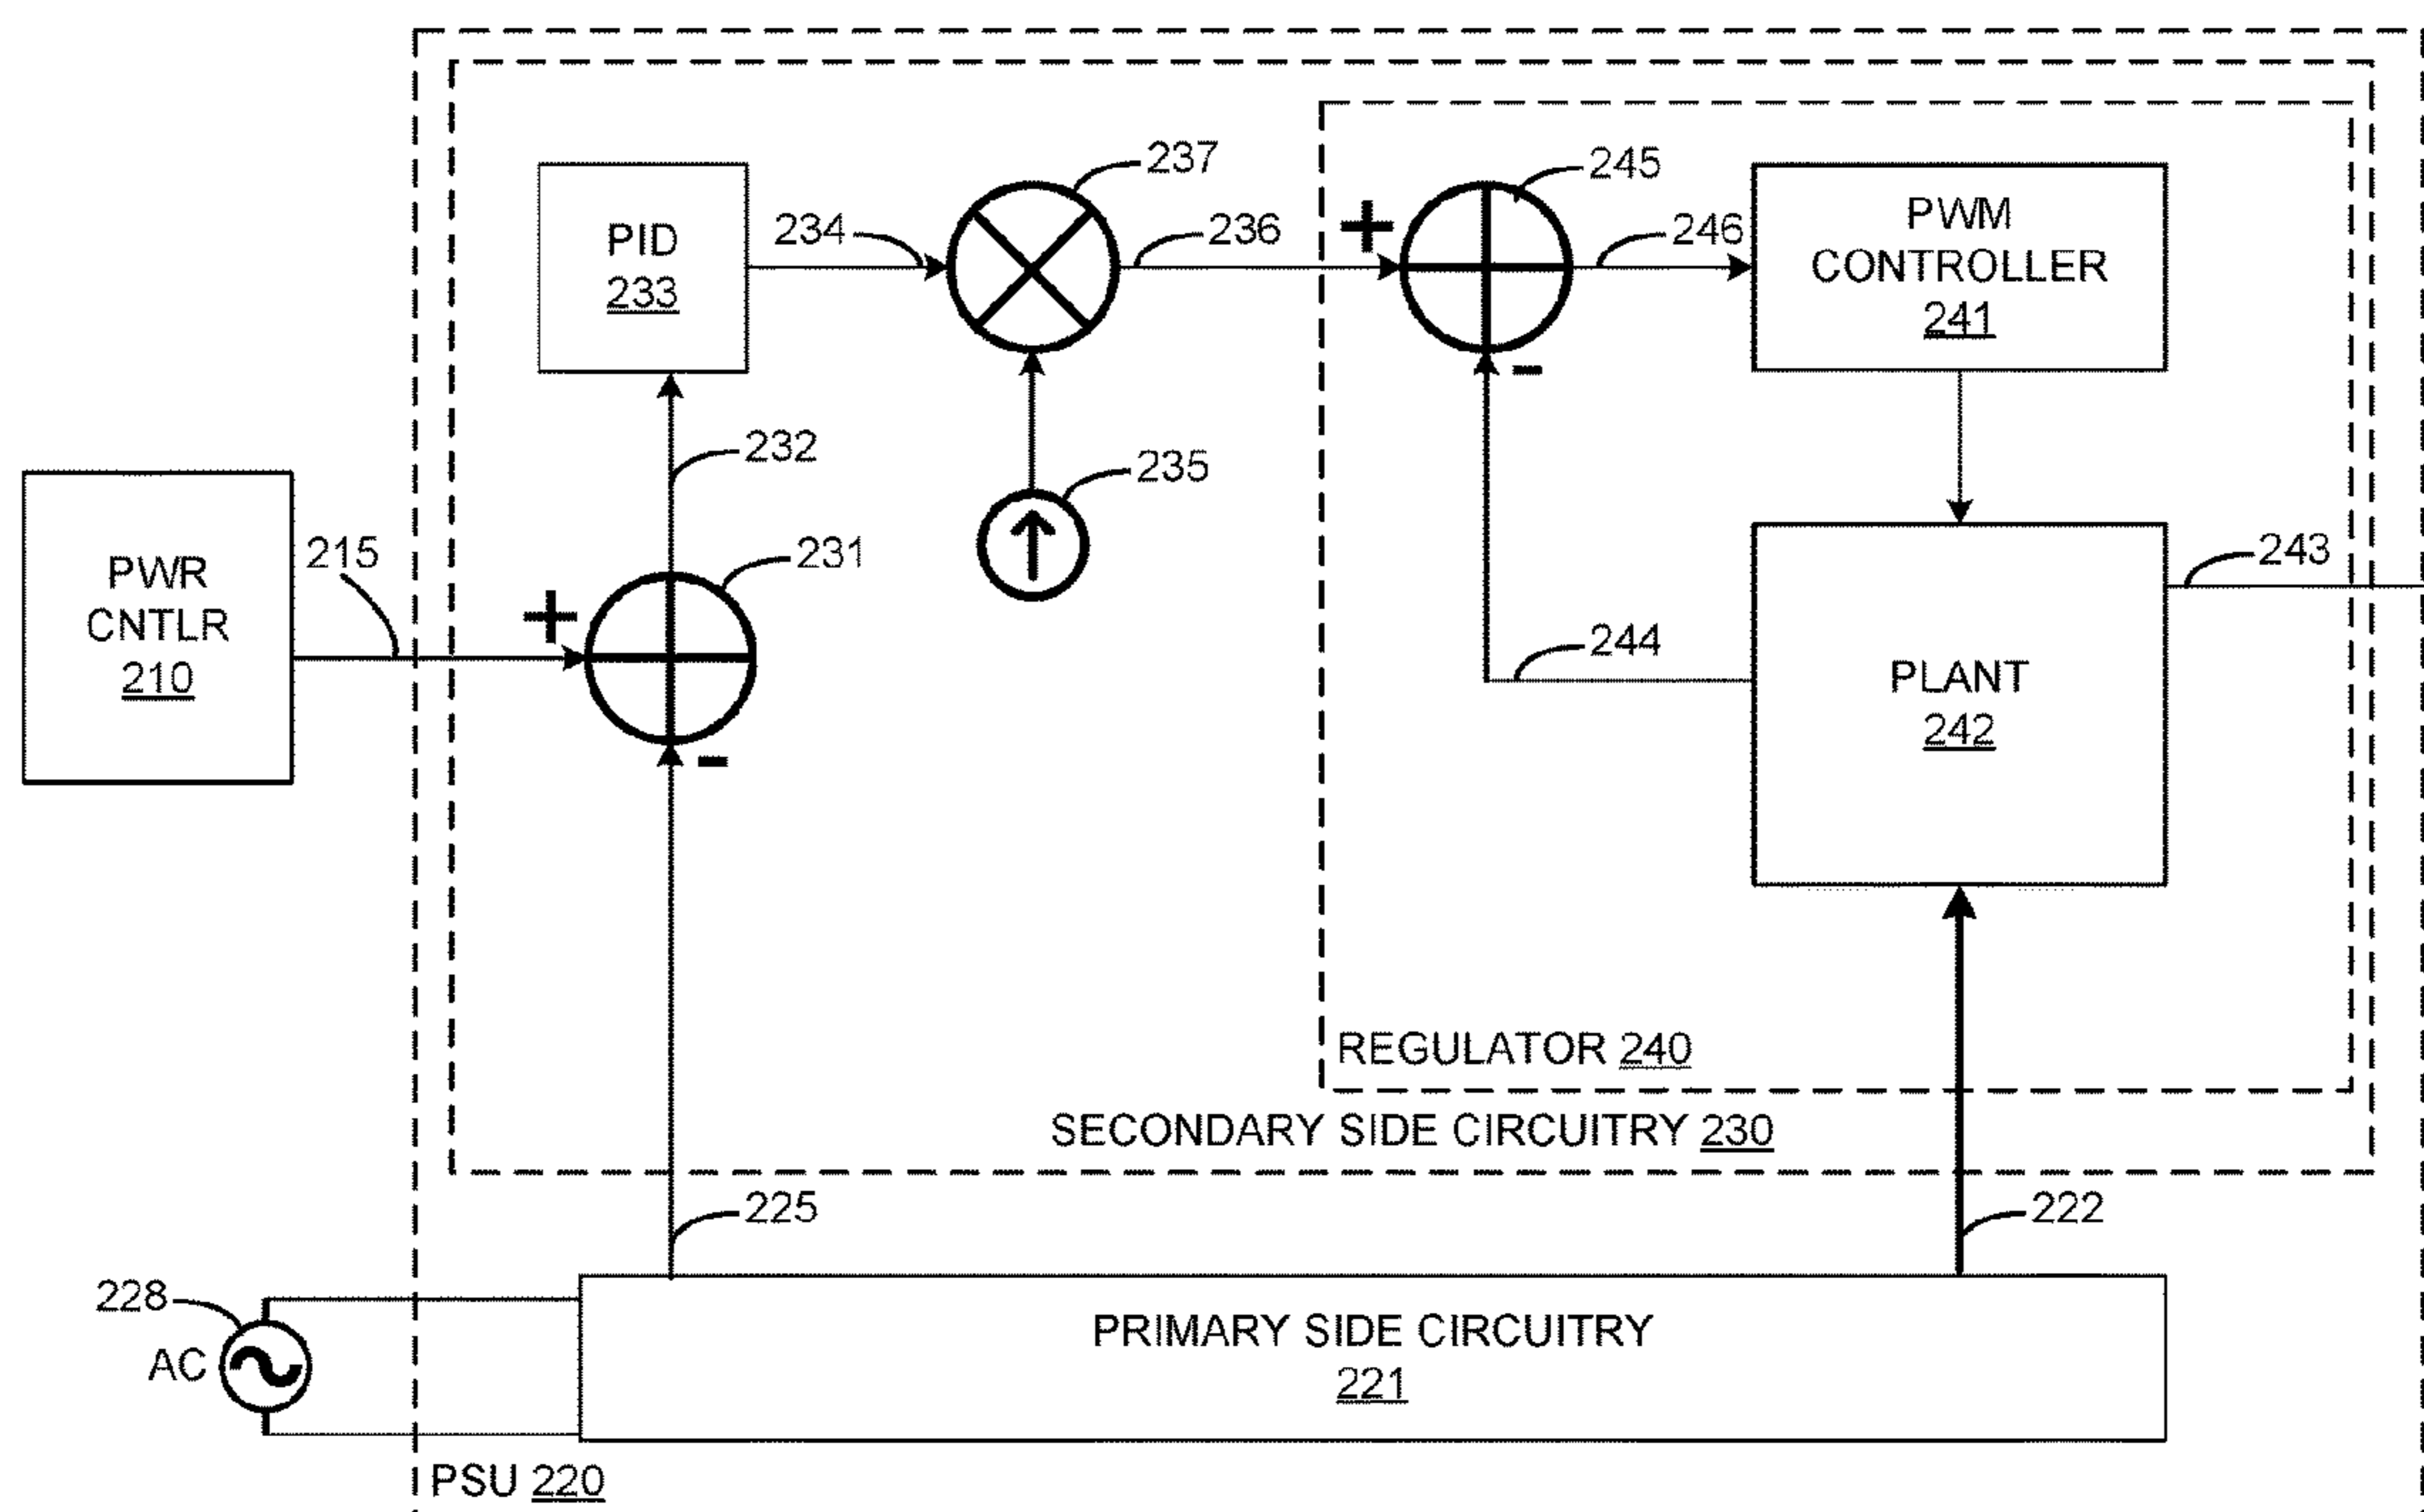 237
245
PWM
CONTROLLER
241
PID
233
234
236
+
246
-
232
235
215
231
243
PWR
CNTLR
210
+
244
PLANT
242
-
REGULATOR 240
SECONDARY SIDE CIRCUITRY 230
225
222
228
AC
PRIMARY SIDE CIRCUITRY
221
PSU 220